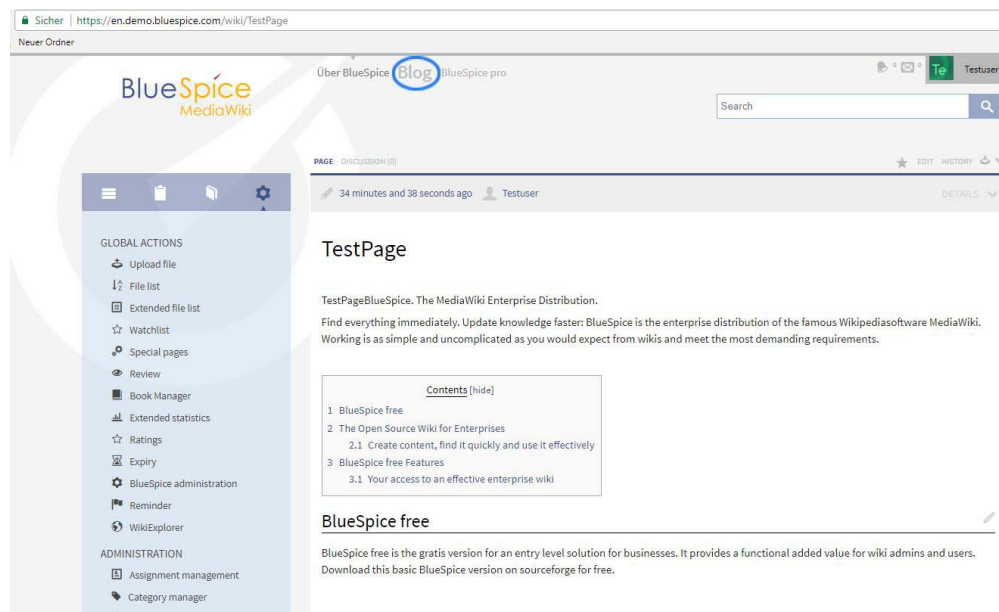 Sicher | https://en.demo.bluespice.com/wiki/TestPage
Neuer Ordner
BlueSpice
MediaWiki
Über BlueSpice Blog BlueSpice pro
Te Testuser
Search
PAGE DISCUSSION (0)
EDIT HISTORY
34 minutes and 38 seconds ago Testuser
DETAILS
GLOBAL ACTIONS
Upload file
File list
Extended file list
Watchlist
Special pages
Review
Book Manager
Extended statistics
Ratings
Expiry
BlueSpice administration
Reminder
WikiExplorer
ADMINISTRATION
Assignment management
Category manager
TestPage
TestPageBlueSpice. The MediaWiki Enterprise Distribution.
Find everything immediately. Update knowledge faster: BlueSpice is the enterprise distribution of the famous Wikipediasoftware MediaWiki.
Working is as simple and uncomplicated as you would expect from wikis and meet the most demanding requirements.
Contents [hide]
1 BlueSpice free
2 The Open Source Wiki for Enterprises
2.1 Create content, find it quickly and use it effectively
3 BlueSpice free Features
3.1 Your access to an effective enterprise wiki
BlueSpice free
BlueSpice free is the gratis version for an entry level solution for businesses. It provides a functional added value for wiki admins and users.
Download this basic BlueSpice version on sourceforge for free.